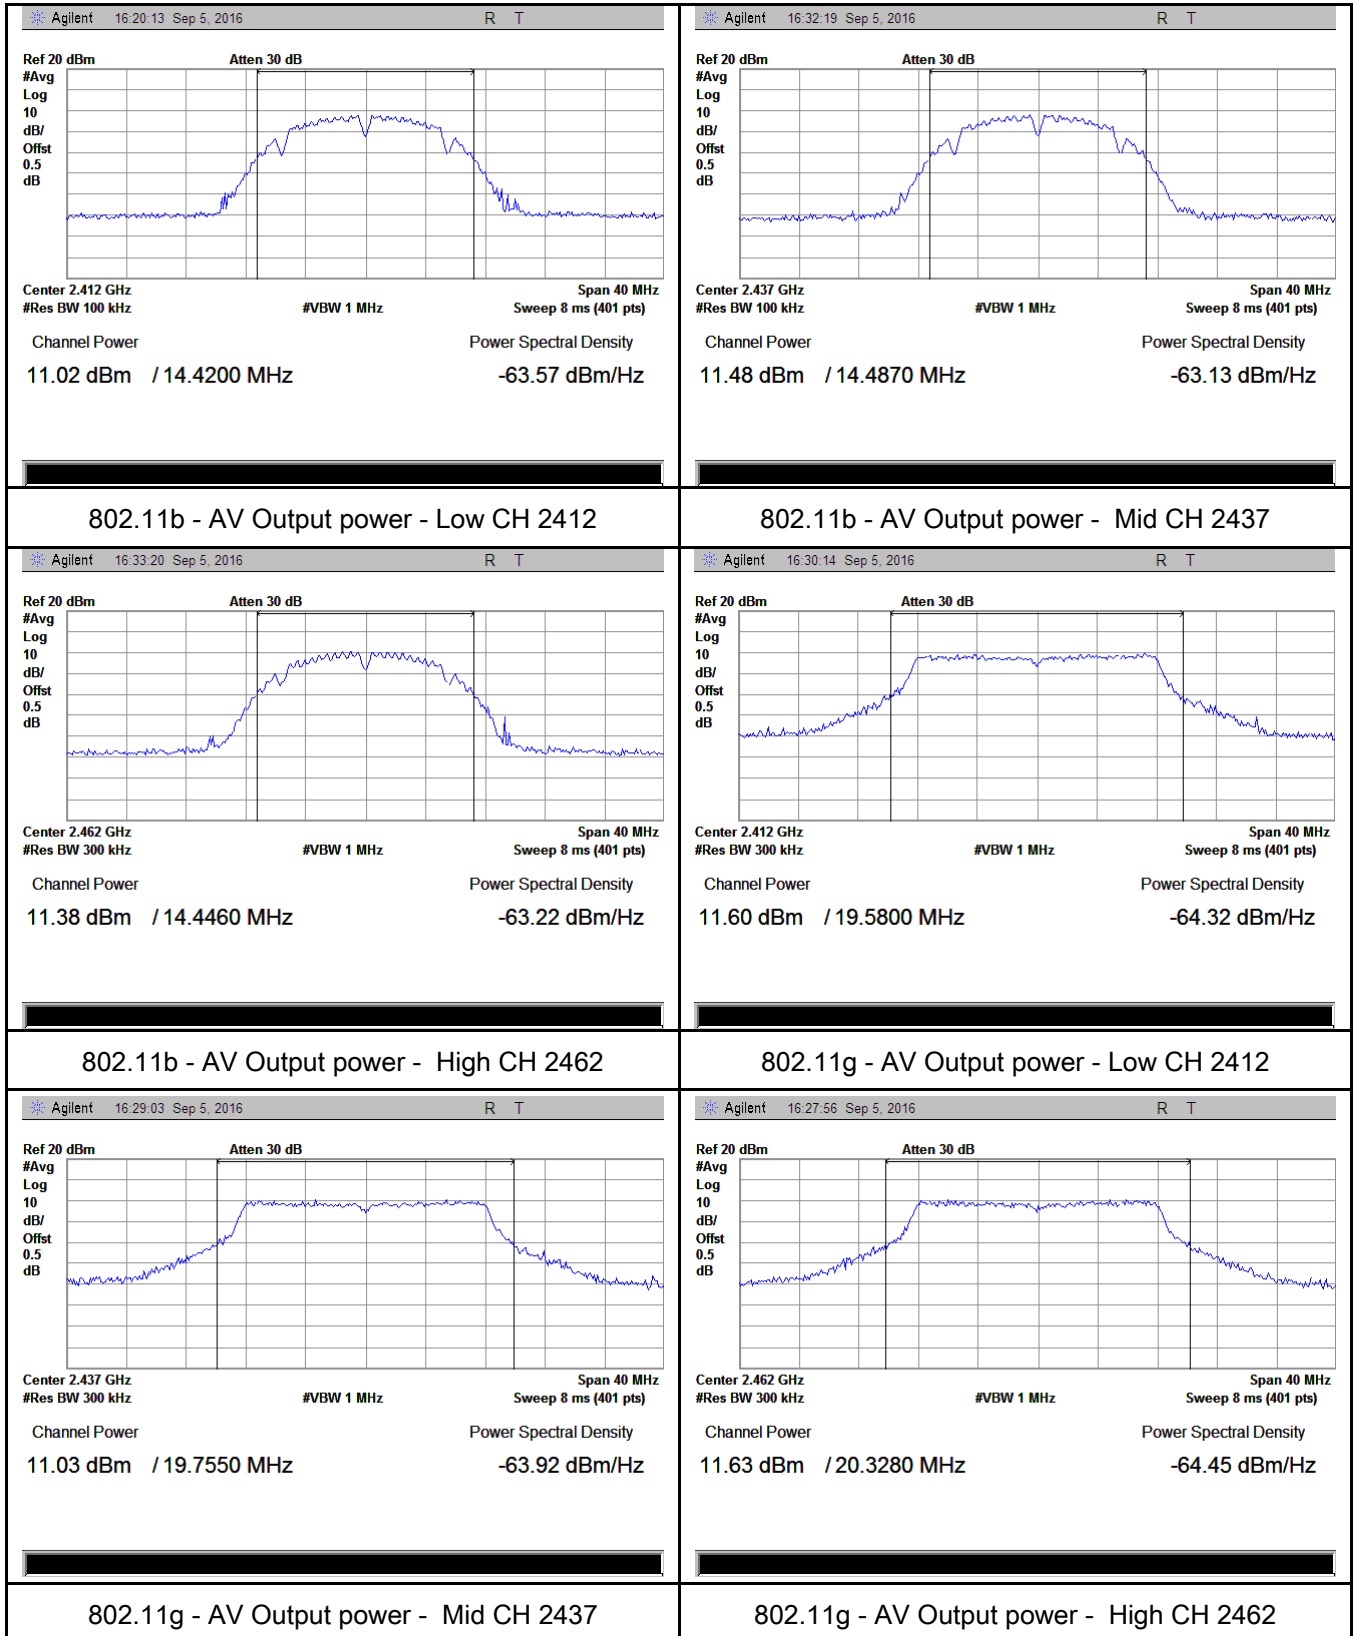 Agilent 16:20:13 Sep 5, 2016 R T
Ref 20 dBm Atten 30 dB
#Avg
Log
10
dB/
Offst
0.5
dB
Center 2.412 GHz Span 40 MHz
#Res BW 100 kHz #VBW 1 MHz Sweep 8 ms (401 pts)
Channel Power Power Spectral Density
11.02 dBm / 14.4200 MHz -63.57 dBm/Hz
802.11b - AV Output power - Low CH 2412
Agilent 16:32:19 Sep 5, 2016 R T
Ref 20 dBm Atten 30 dB
#Avg
Log
10
dB/
Offst
0.5
dB
Center 2.437 GHz Span 40 MHz
#Res BW 100 kHz #VBW 1 MHz Sweep 8 ms (401 pts)
Channel Power Power Spectral Density
11.48 dBm / 14.4870 MHz -63.13 dBm/Hz
802.11b - AV Output power - Mid CH 2437
Agilent 16:33:20 Sep 5, 2016 R T
Ref 20 dBm Atten 30 dB
#Avg
Log
10
dB/
Offst
0.5
dB
Center 2.462 GHz Span 40 MHz
#Res BW 300 kHz #VBW 1 MHz Sweep 8 ms (401 pts)
Channel Power Power Spectral Density
11.38 dBm / 14.4460 MHz -63.22 dBm/Hz
802.11b - AV Output power - High CH 2462
Agilent 16:30:14 Sep 5, 2016 R T
Ref 20 dBm Atten 30 dB
#Avg
Log
10
dB/
Offst
0.5
dB
Center 2.412 GHz Span 40 MHz
#Res BW 300 kHz #VBW 1 MHz Sweep 8 ms (401 pts)
Channel Power Power Spectral Density
11.60 dBm / 19.5800 MHz -64.32 dBm/Hz
802.11g - AV Output power - Low CH 2412
Agilent 16:29:03 Sep 5, 2016 R T
Ref 20 dBm Atten 30 dB
#Avg
Log
10
dB/
Offst
0.5
dB
Center 2.437 GHz Span 40 MHz
#Res BW 300 kHz #VBW 1 MHz Sweep 8 ms (401 pts)
Channel Power Power Spectral Density
11.03 dBm / 19.7550 MHz -63.92 dBm/Hz
802.11g - AV Output power - Mid CH 2437
Agilent 16:27:56 Sep 5, 2016 R T
Ref 20 dBm Atten 30 dB
#Avg
Log
10
dB/
Offst
0.5
dB
Center 2.462 GHz Span 40 MHz
#Res BW 300 kHz #VBW 1 MHz Sweep 8 ms (401 pts)
Channel Power Power Spectral Density
11.63 dBm / 20.3280 MHz -64.45 dBm/Hz
802.11g - AV Output power - High CH 2462